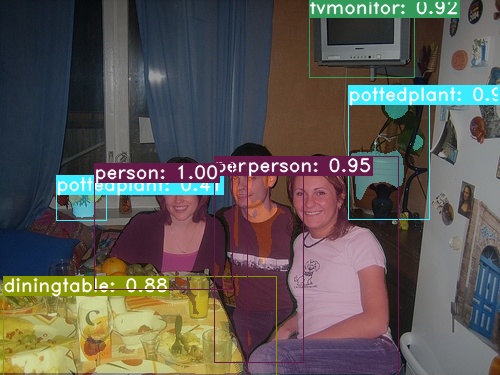 tvmonitor: 0.92
pottedplant: 0.9
person: 1.00
perperson: 0.95
pottedplant: 0.41
diningtable: 0.88